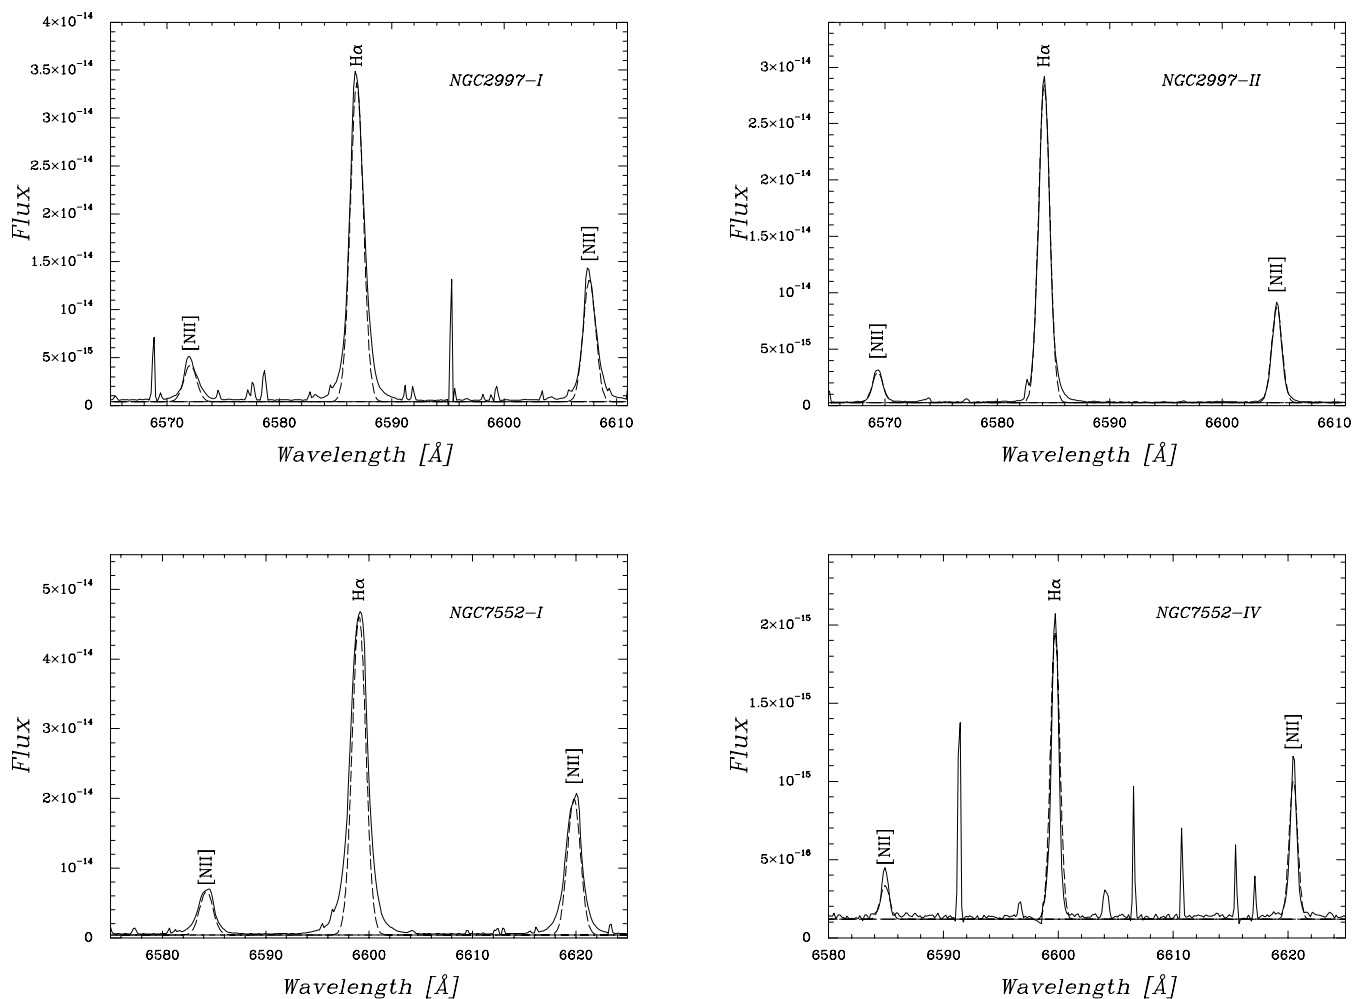 4×10⁻¹⁴
3.5×10⁻¹⁴
3×10⁻¹⁴
2.5×10⁻¹⁴
2×10⁻¹⁴
1.5×10⁻¹⁴
10⁻¹⁴
5×10⁻¹⁵
0
Flux
Hα
NGC2997−I
[NII]
[NII]
6570 6580 6590 6600 6610
Wavelength [Å]
3×10⁻¹⁴
2.5×10⁻¹⁴
2×10⁻¹⁴
1.5×10⁻¹⁴
10⁻¹⁴
5×10⁻¹⁵
0
Flux
Hα
NGC2997−II
[NII]
[NII]
6570 6580 6590 6600 6610
Wavelength [Å]
5×10⁻¹⁴
4×10⁻¹⁴
3×10⁻¹⁴
2×10⁻¹⁴
10⁻¹⁴
0
Flux
Hα
NGC7552−I
[NII]
[NII]
6580 6590 6600 6610 6620
Wavelength [Å]
2×10⁻¹⁵
1.5×10⁻¹⁵
10⁻¹⁵
5×10⁻¹⁶
0
Flux
Hα
NGC7552−IV
[NII]
[NII]
6580 6590 6600 6610 6620
Wavelength [Å]